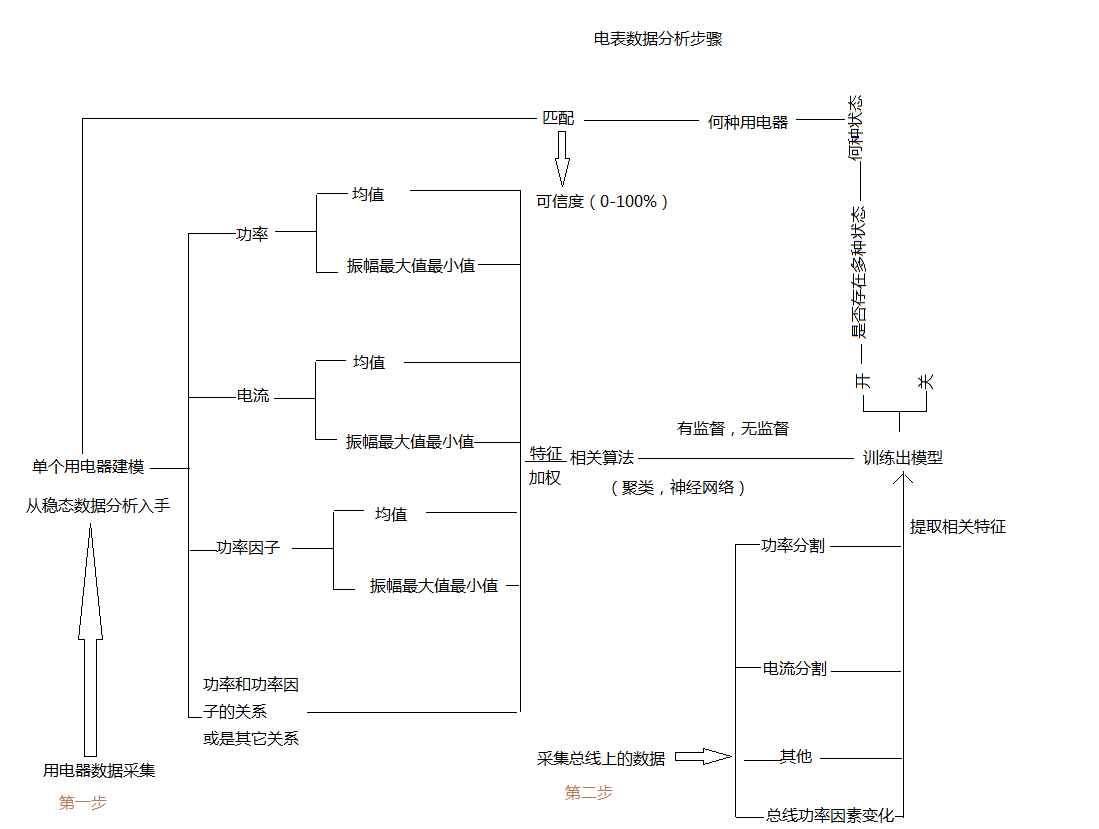 电表数据分析步骤
匹配
何种用电器
何种状态
可信度（0-100%）
是否存在多种状态
功率
均值
振幅最大值最小值
开
关
电流
均值
振幅最大值最小值
有监督，无监督
单个用电器建模
从稳态数据分析入手
特征
加权
相关算法
（聚类，神经网络）
训练出模型
功率因子
均值
振幅最大值最小值
提取相关特征
功率分割
电流分割
功率和功率因
子的关系
或是其它关系
用电器数据采集
第一步
采集总线上的数据
第二步
其他
总线功率因素变化